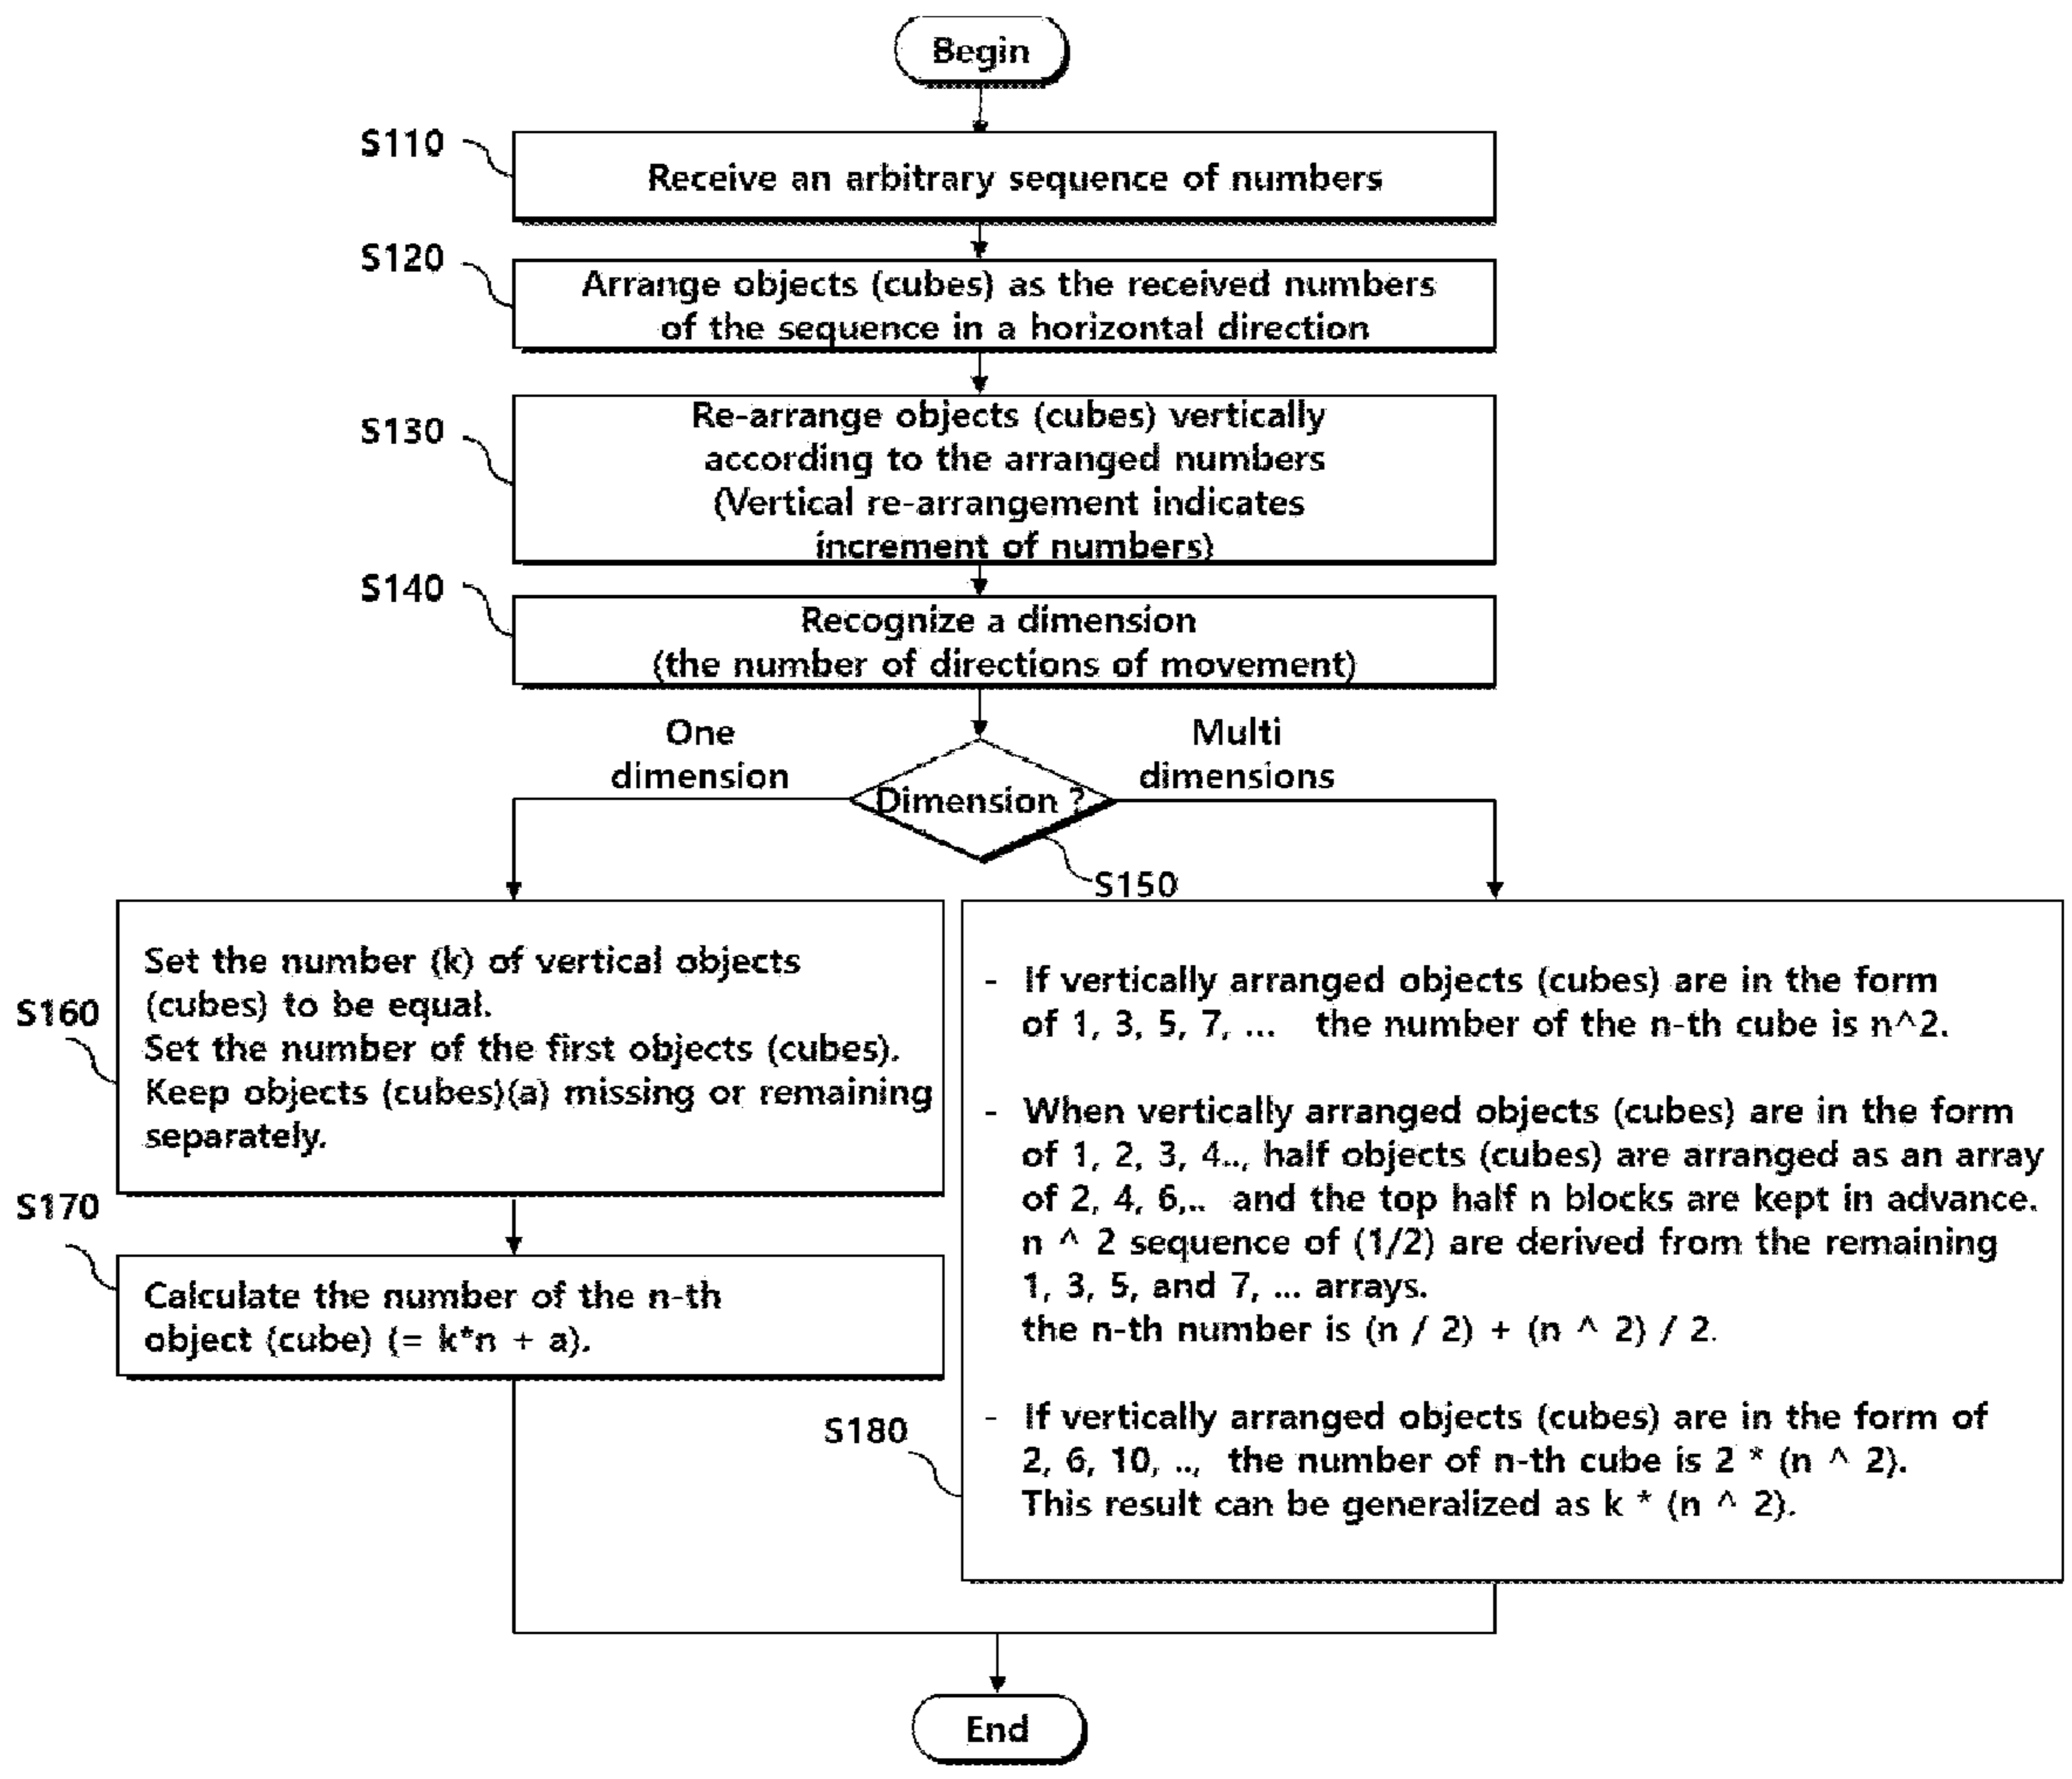 Begin
S110
Receive an arbitrary sequence of numbers
S120
Arrange objects (cubes) as the received numbers
of the sequence in a horizontal direction
S130
Re-arrange objects (cubes) vertically
according to the arranged numbers
(Vertical re-arrangement indicates
increment of numbers)
S140
Recognize a dimension
(the number of directions of movement)
One
dimension
Multi
dimensions
Dimension ?
S150
S160
Set the number (k) of vertical objects
(cubes) to be equal.
Set the number of the first objects (cubes).
Keep objects (cubes)(a) missing or remaining
separately.
S170
Calculate the number of the n-th
object (cube) (= k*n + a).
S180
- If vertically arranged objects (cubes) are in the form
of 1, 3, 5, 7, ... the number of the n-th cube is n^2.
- When vertically arranged objects (cubes) are in the form
of 1, 2, 3, 4.., half objects (cubes) are arranged as an array
of 2, 4, 6,.. and the top half n blocks are kept in advance.
n ^ 2 sequence of (1/2) are derived from the remaining
1, 3, 5, and 7, ... arrays.
the n-th number is (n / 2) + (n ^ 2) / 2.
- If vertically arranged objects (cubes) are in the form of
2, 6, 10, .., the number of n-th cube is 2 * (n ^ 2).
This result can be generalized as k * (n ^ 2).
End